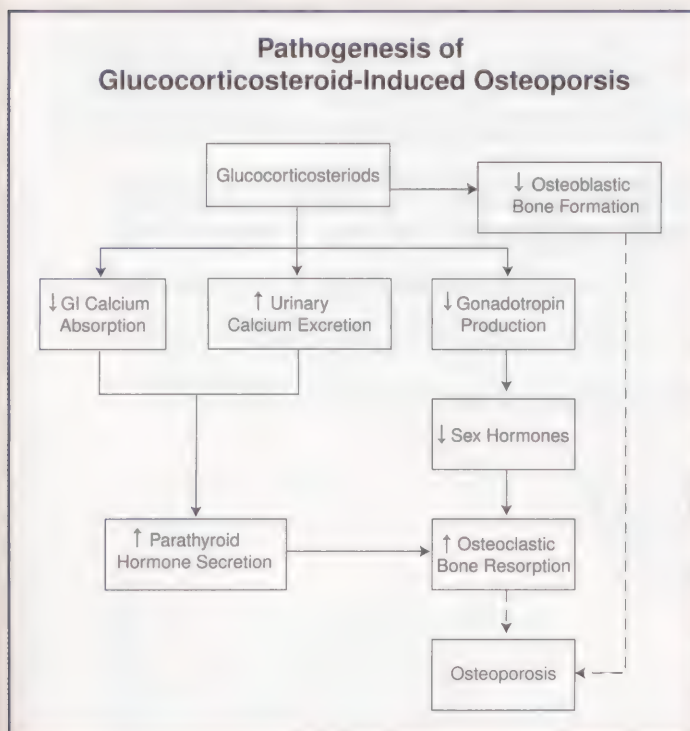 Pathogenesis of
Glucocorticosteroid-Induced Osteoporsis
Glucocorticosteriods
↓ Osteoblastic
Bone Formation
↓ GI Calcium
Absorption
↑ Urinary
Calcium Excretion
↓ Gonadotropin
Production
↓ Sex Hormones
↑ Parathyroid
Hormone Secretion
↑ Osteoclastic
Bone Resorption
Osteoporosis